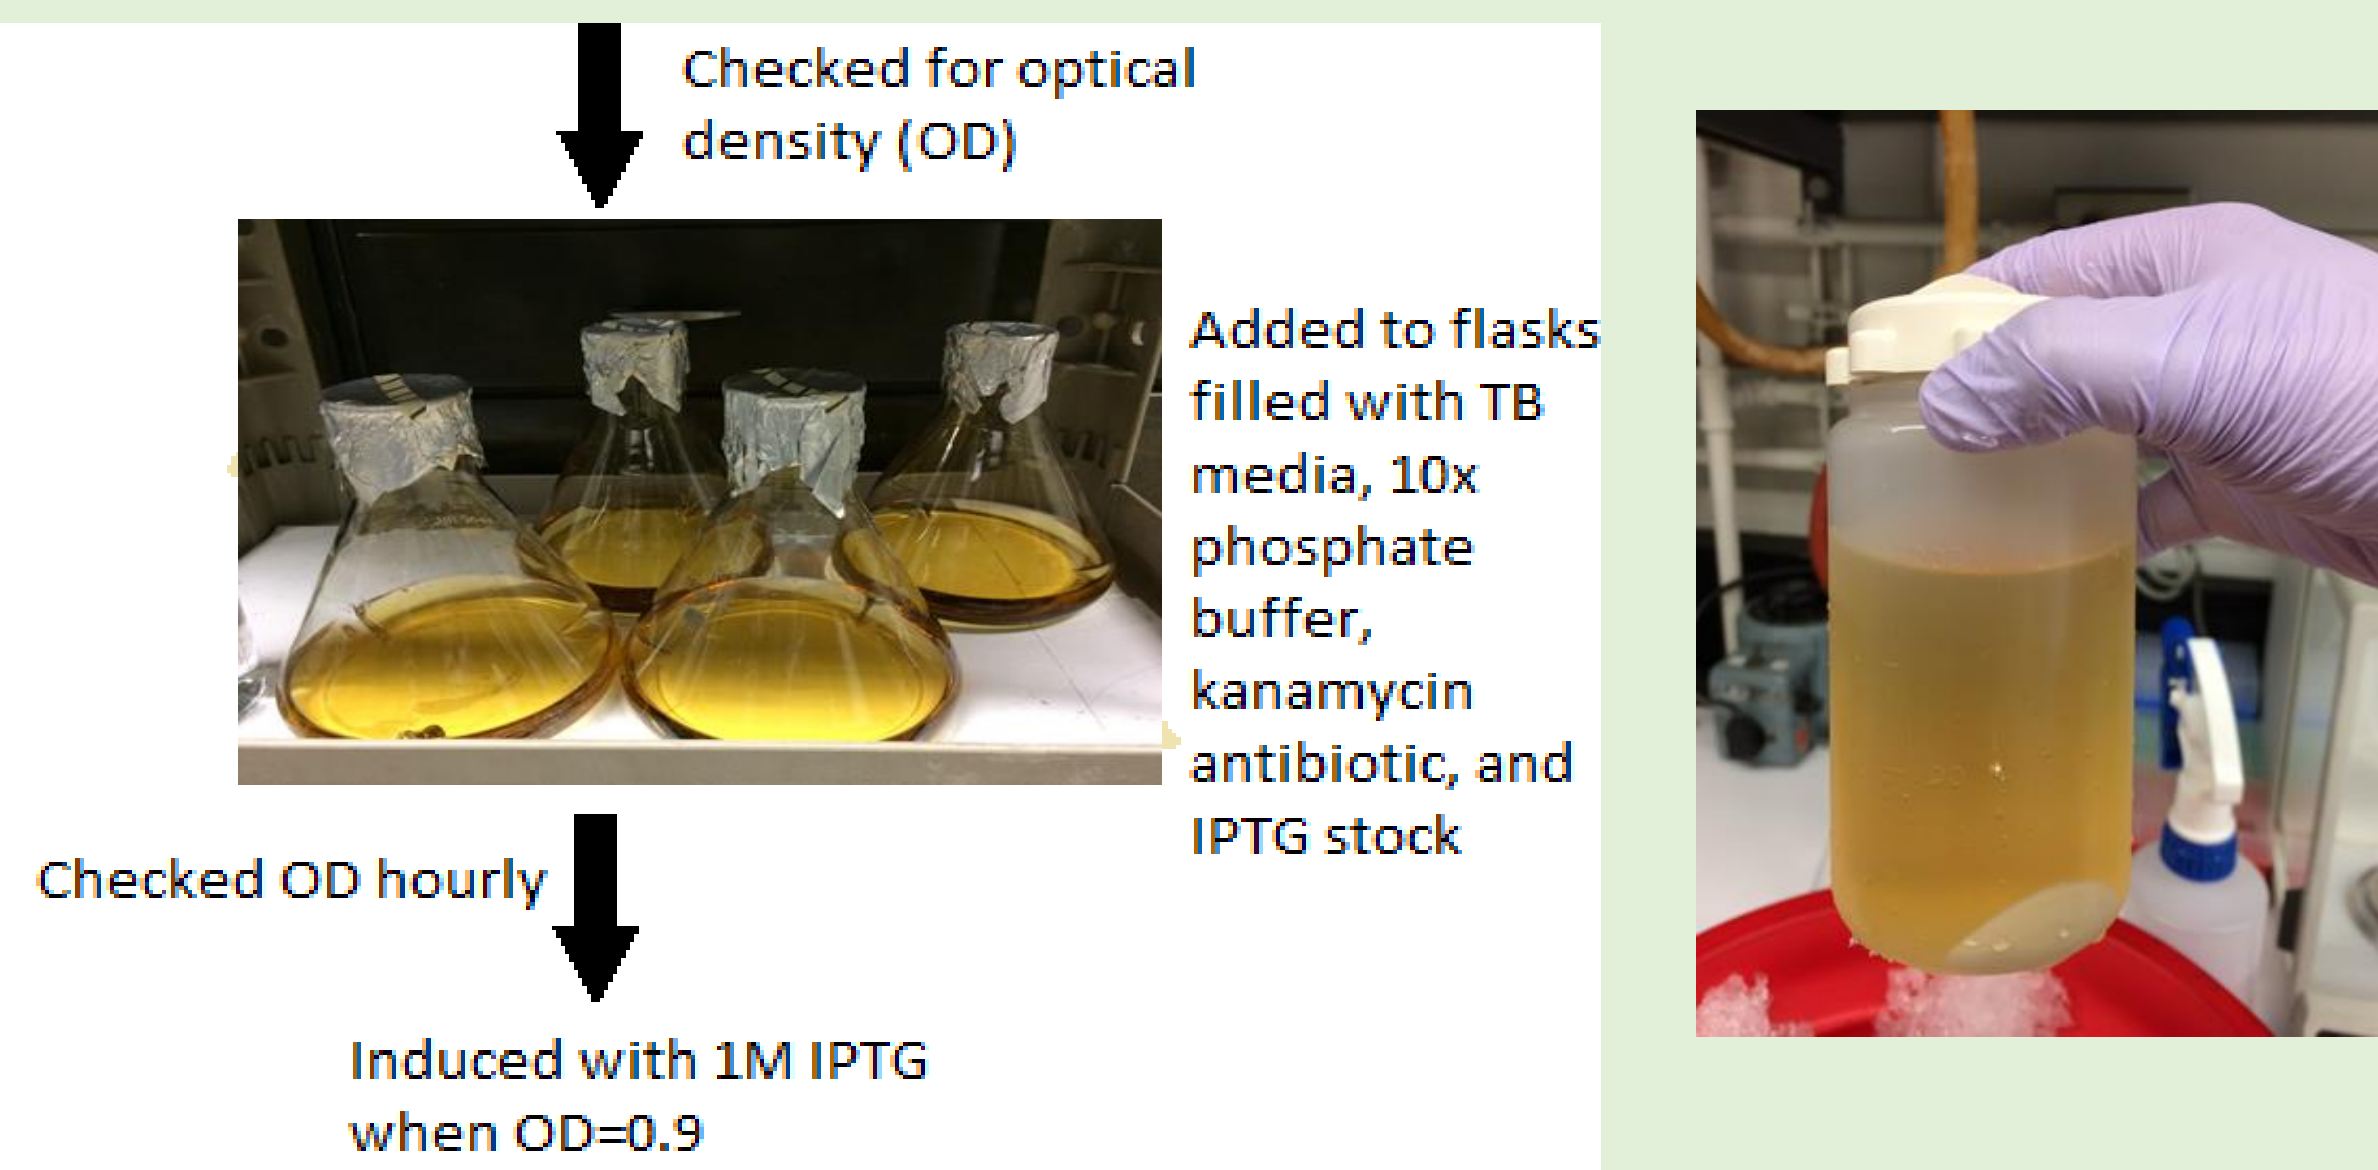 Checked for optical
density (OD)
Added to flasks
filled with TB
media, 10x
phosphate
buffer,
kanamycin
antibiotic, and
IPTG stock
Checked OD hourly
Induced with 1M IPTG
when OD=0.9